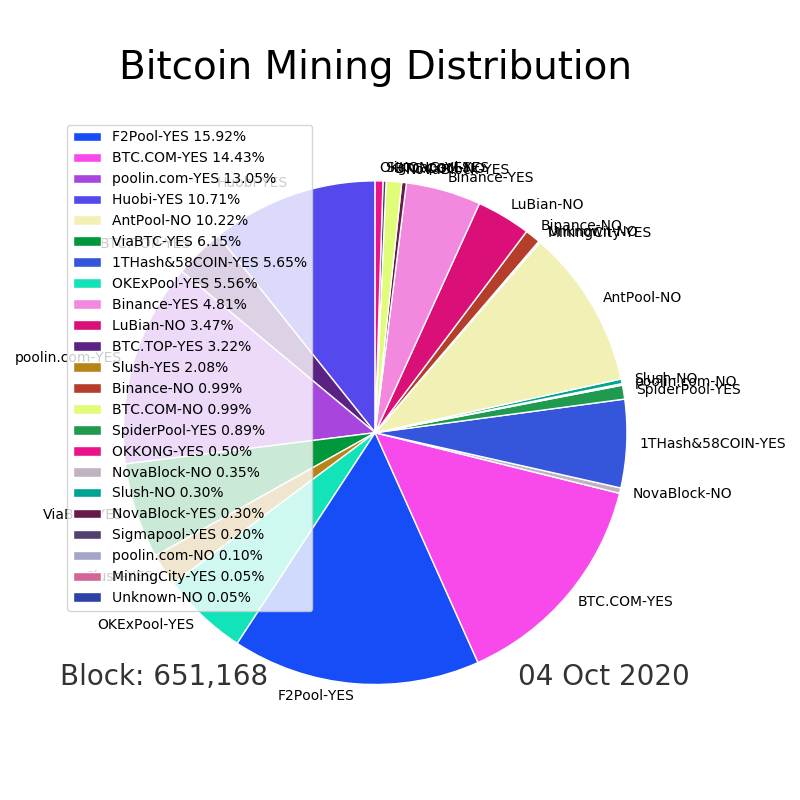 Bitcoin Mining Distribution
F2Pool-YES 15.92%
BTC.COM-YES 14.43%
poolin.com-YES 13.05%
Huobi-YES 10.71%
AntPool-NO 10.22%
ViaBTC-YES 6.15%
1THash&58COIN-YES 5.65%
OKExPool-YES 5.56%
Binance-YES 4.81%
LuBian-NO 3.47%
BTC.TOP-YES 3.22%
Slush-YES 2.08%
Binance-NO 0.99%
BTC.COM-NO 0.99%
SpiderPool-YES 0.89%
OKKONG-YES 0.50%
NovaBlock-NO 0.35%
Slush-NO 0.30%
NovaBlock-YES 0.30%
Sigmapool-YES 0.20%
poolin.com-NO 0.10%
MiningCity-YES 0.05%
Unknown-NO 0.05%
Huobi-YES
poolin.com-YES
OKExPool-YES
F2Pool-YES
BTC.COM-YES
NovaBlock-NO
1THash&58COIN-YES
SpiderPool-YES
poolin.com-NO
Slush-NO
AntPool-NO
MiningCity-YES
Binance-NO
LuBian-NO
Binance-YES
Block: 651,168
04 Oct 2020